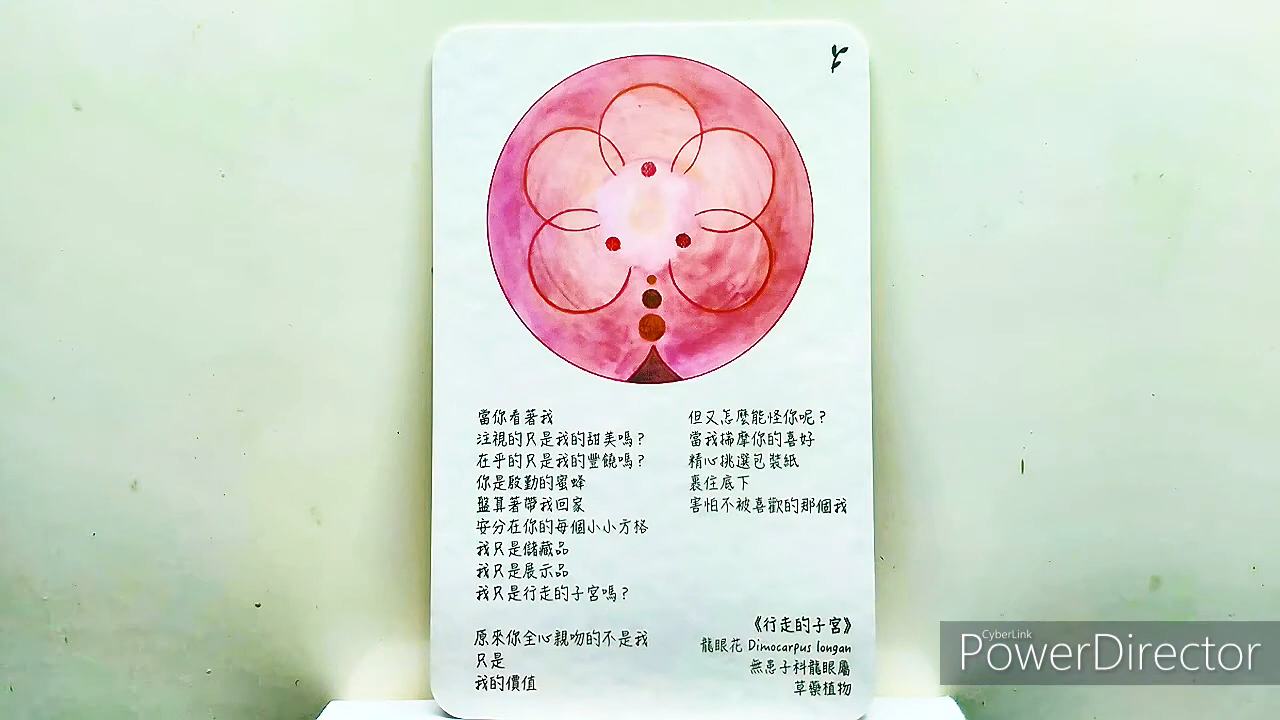 當你看著我
注視的只是我的甜美嗎？
在乎的只是我的豐饒嗎？
你是殷勤的蜜蜂
盤算著帶我回家
安分在你的每個小小方格
我只是儲藏品
我只是展示品
我只是行走的子宮嗎？
原來你全心親吻的不是我
只是
我的價值
但又怎麼能怪你呢？
當我揣摩你的喜好
精心挑選包裝紙
裹住底下
害怕不被喜歡的那個我
《行走的子宮》
龍眼花 Dimocarpus longan
無患子科龍眼屬
草藥植物
CyberLink
PowerDirector